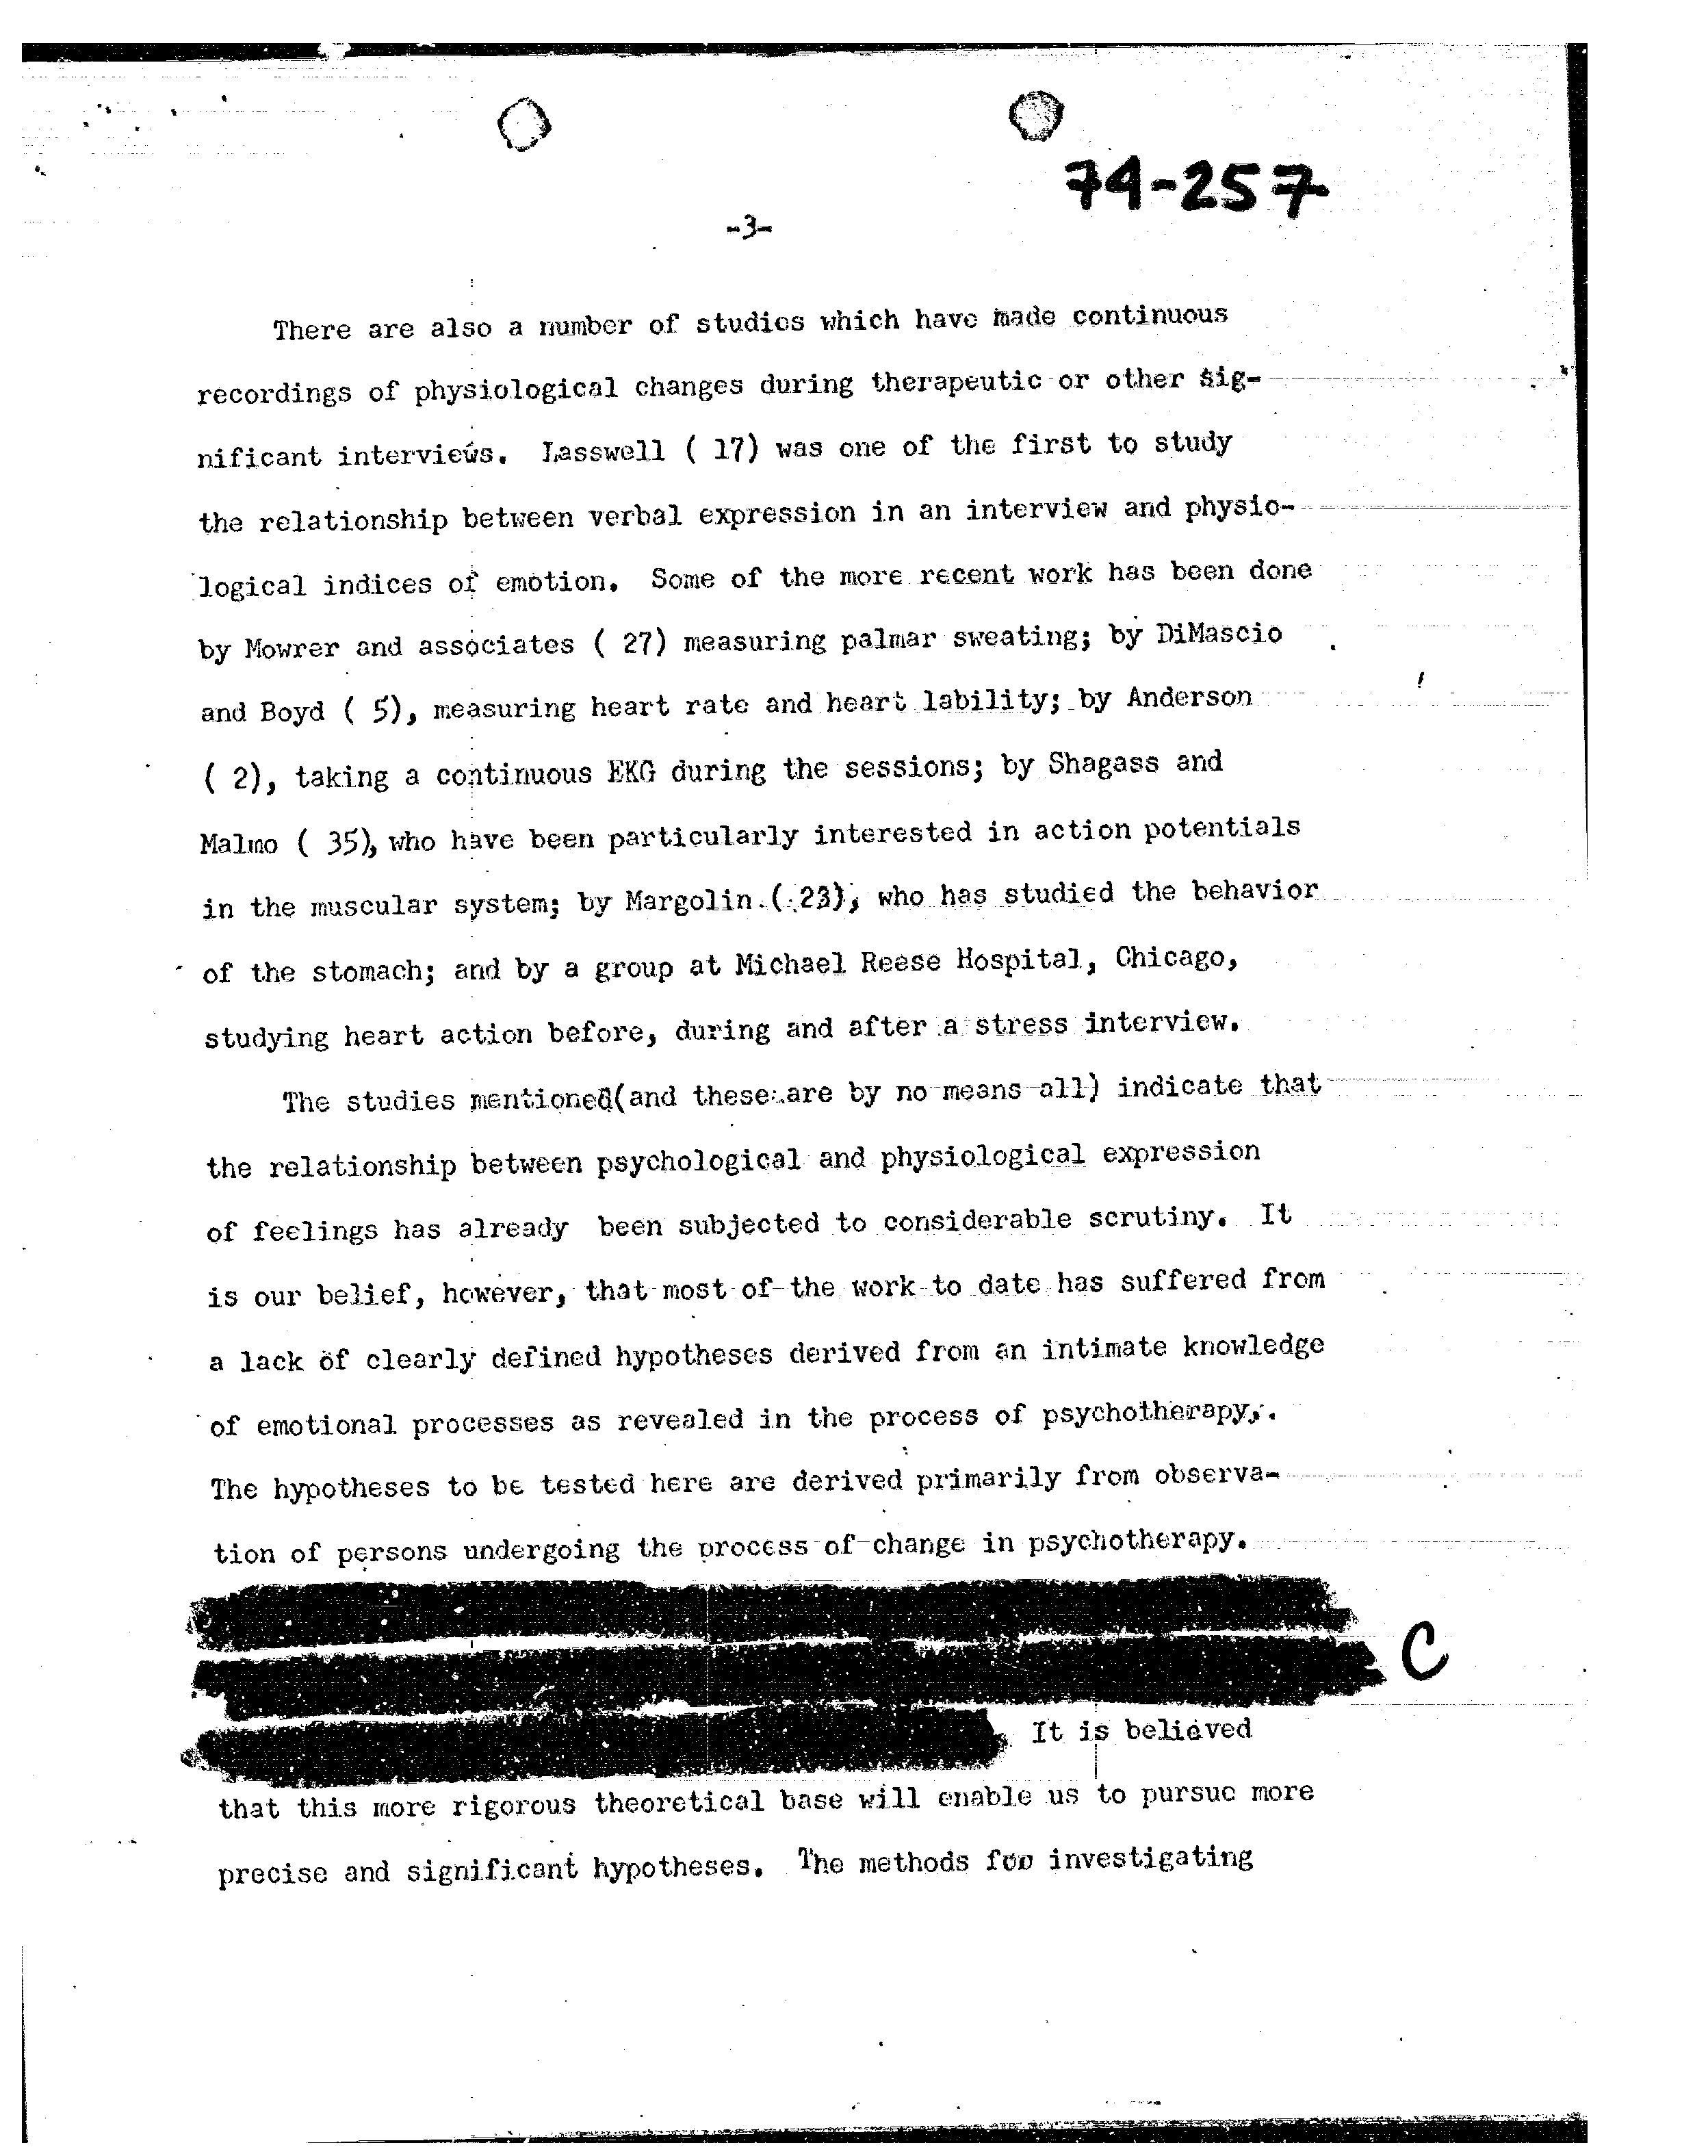 74-257
-3-
There are also a number of studies which have made continuous
recordings of physiological changes during therapeutic or other sig-
nificant interviews. Lasswell ( 17) was one of the first to study
the relationship between verbal expression in an interview and physio-
logical indices of emotion. Some of the more recent work has been done
by Mowrer and associates ( 27) measuring palmar sweating; by DiMascio
and Boyd ( 5), measuring heart rate and heart lability; by Anderson
( 2), taking a continuous EKG during the sessions; by Shagass and
Malmo ( 35), who have been particularly interested in action potentials
in the muscular system; by Margolin ( 23), who has studied the behavior
of the stomach; and by a group at Michael Reese Hospital, Chicago,
studying heart action before, during and after a stress interview.
The studies mentioned(and these are by no means all) indicate that
the relationship between psychological and physiological expression
of feelings has already been subjected to considerable scrutiny. It
is our belief, however, that most of the work to date has suffered from
a lack of clearly defined hypotheses derived from an intimate knowledge
of emotional processes as revealed in the process of psychotherapy,.
The hypotheses to be tested here are derived primarily from observa-
tion of persons undergoing the process of change in psychotherapy.
C
It is believed
that this more rigorous theoretical base will enable us to pursue more
precise and significant hypotheses. The methods for investigating